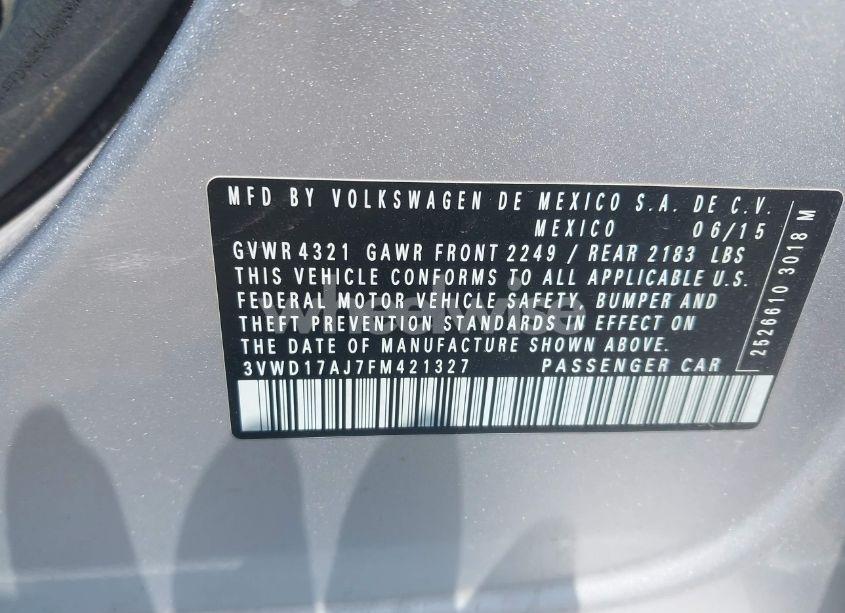 MFD BY VOLKSWAGEN DE MEXICO S.A. DE C.V.
MEXICO 06/15
GVWR 4321 GAWR FRONT 2249 / REAR 2183 LBS
THIS VEHICLE CONFORMS TO ALL APPLICABLE U.S.
FEDERAL MOTOR VEHICLE SAFETY, BUMPER AND
THEFT PREVENTION STANDARDS IN EFFECT ON
THE DATE OF MANUFACTURE SHOWN ABOVE.
3VWD17AJ7FM421327 PASSENGER CAR
2526610 3018 M
wheelwise